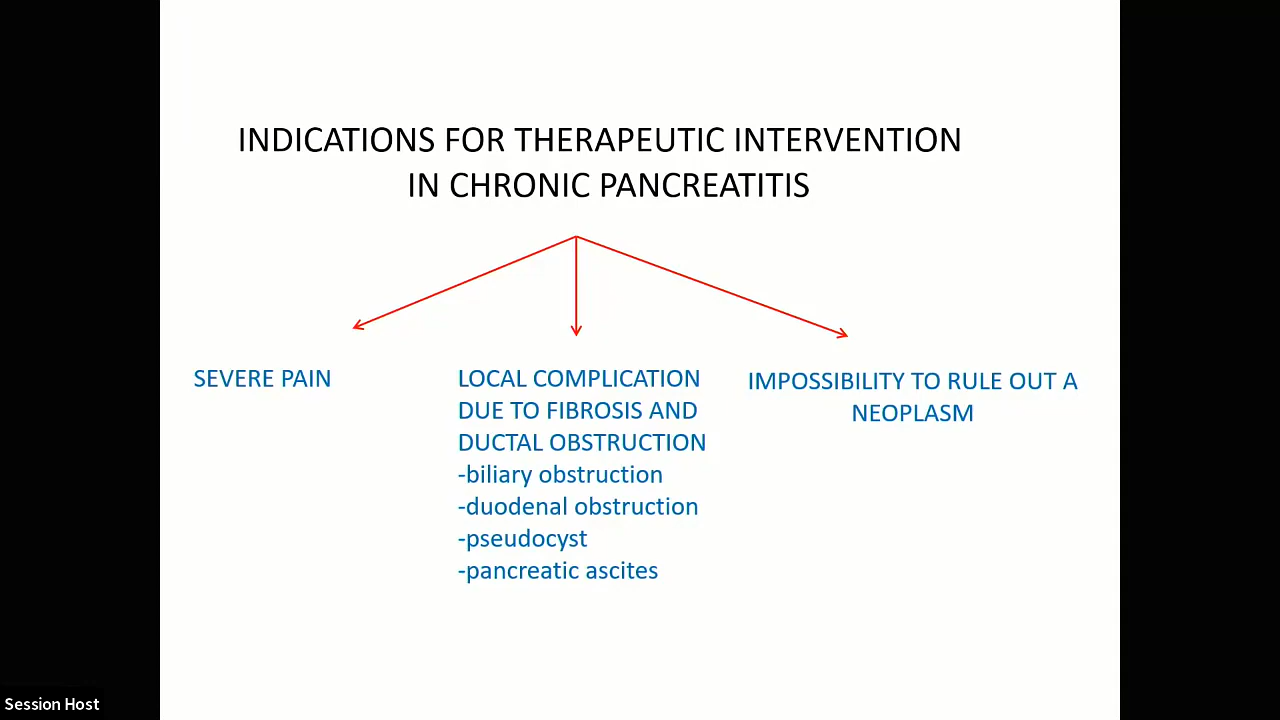 INDICATIONS FOR THERAPEUTIC INTERVENTION
IN CHRONIC PANCREATITIS
SEVERE PAIN
LOCAL COMPLICATION
DUE TO FIBROSIS AND
DUCTAL OBSTRUCTION
-biliary obstruction
-duodenal obstruction
-pseudocyst
-pancreatic ascites
IMPOSSIBILITY TO RULE OUT A
NEOPLASM
Session Host